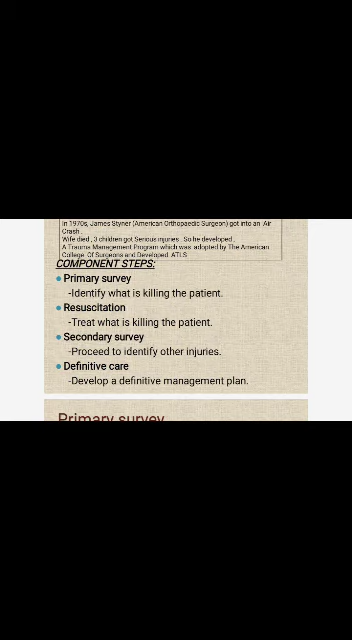 In 1970s, James Styner (American Orthopaedic Surgeon) got into an Air
Crash .
Wife died , 3 children got Serious injuries . So he developed ,
A Trauma Management Program which was adopted by The American
College Of Surgeons and Developed ATLS
COMPONENT STEPS:
● Primary survey
-Identify what is killing the patient.
● Resuscitation
-Treat what is killing the patient.
● Secondary survey
-Proceed to identify other injuries.
● Definitive care
-Develop a definitive management plan.
Primary survey